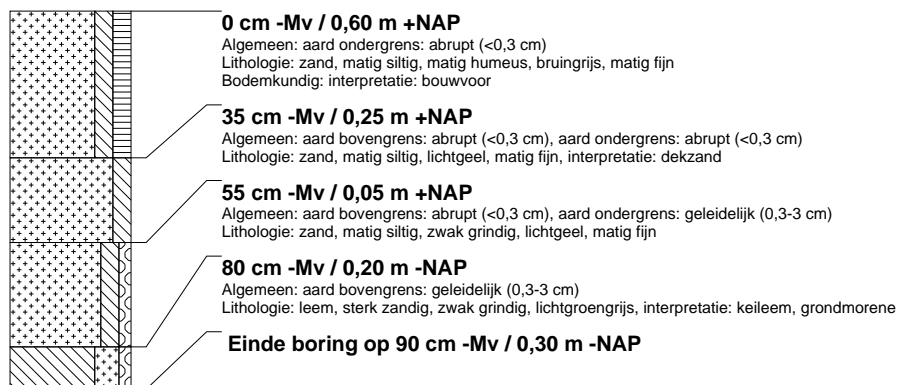 0 cm -Mv / 0,60 m +NAP
Algemeen: aard ondergrens: abrupt (<0,3 cm)
Lithologie: zand, matig siltig, matig humeus, bruingrijs, matig fijn
Bodemkundig: interpretatie: bouwvoor
35 cm -Mv / 0,25 m +NAP
Algemeen: aard bovengrens: abrupt (<0,3 cm), aard ondergrens: abrupt (<0,3 cm)
Lithologie: zand, matig siltig, lichtgeel, matig fijn, interpretatie: dekzand
55 cm -Mv / 0,05 m +NAP
Algemeen: aard bovengrens: abrupt (<0,3 cm), aard ondergrens: geleidelijk (0,3-3 cm)
Lithologie: zand, matig siltig, zwak grindig, lichtgeel, matig fijn
80 cm -Mv / 0,20 m -NAP
Algemeen: aard bovengrens: geleidelijk (0,3-3 cm)
Lithologie: leem, sterk zandig, zwak grindig, lichtgroengrijs, interpretatie: keileem, grondmorene
Einde boring op 90 cm -Mv / 0,30 m -NAP